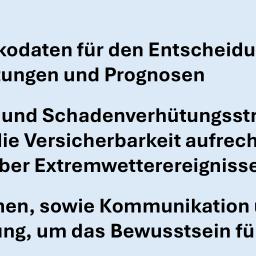 kodaten für den Entscheidu
tungen und Prognosen
und Schadenverhütungsstr
lie Versicherbarkeit aufrech
ber Extremwetterereignisse
nen, sowie Kommunikation
ung, um das Bewusstsein fü